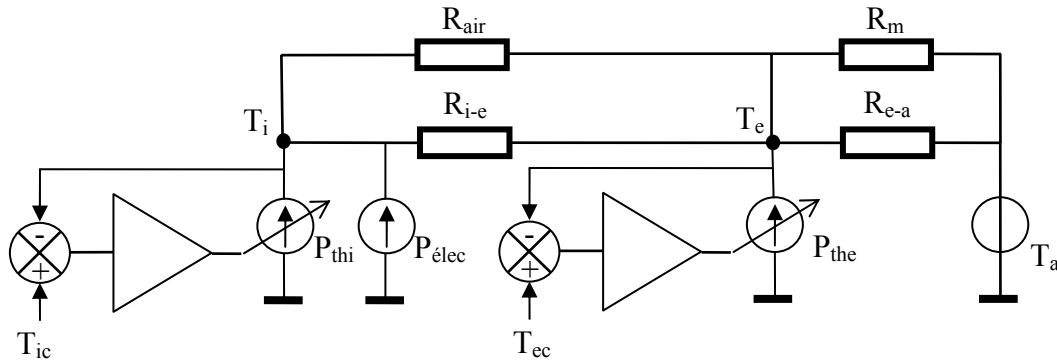 R_air
R_m
T_i
R_i-e
T_e
R_e-a
-
+
P_thi
P_élec
-
+
P_the
T_a
T_ic
T_ec